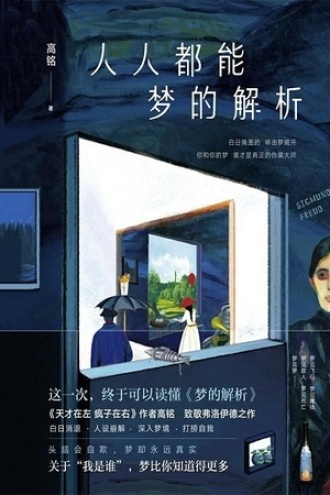 高铭
著
人人都能
梦的解析
白日掩盖的 都由梦揭开
你和你的梦 谁才是真正的伪装大师
SIGMUND
FREUD
这一次，终于可以读懂《梦的解析》
《天才在左 疯子在右》作者高铭 致敬弗洛伊德之作
白日消退 · 人设崩解 · 深入梦境 · 打捞自我
头脑会自欺，梦却永远真实
关于“我是谁”，梦比你知道得更多